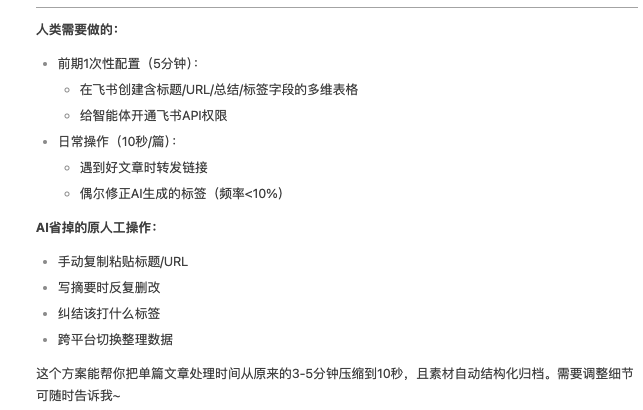 人类需要做的：
前期1次性配置（5分钟）：
在飞书创建含标题/URL/总结/标签字段的多维表格
给智能体开通飞书API权限
日常操作（10秒/篇）：
遇到好文章时转发链接
偶尔修正AI生成的标签（频率<10%）
AI省掉的原人工操作：
手动复制粘贴标题/URL
写摘要时反复删改
纠结该打什么标签
跨平台切换整理数据
这个方案能帮你把单篇文章处理时间从原来的3-5分钟压缩到10秒，且素材自动结构化归档。需要调整细节
可随时告诉我~